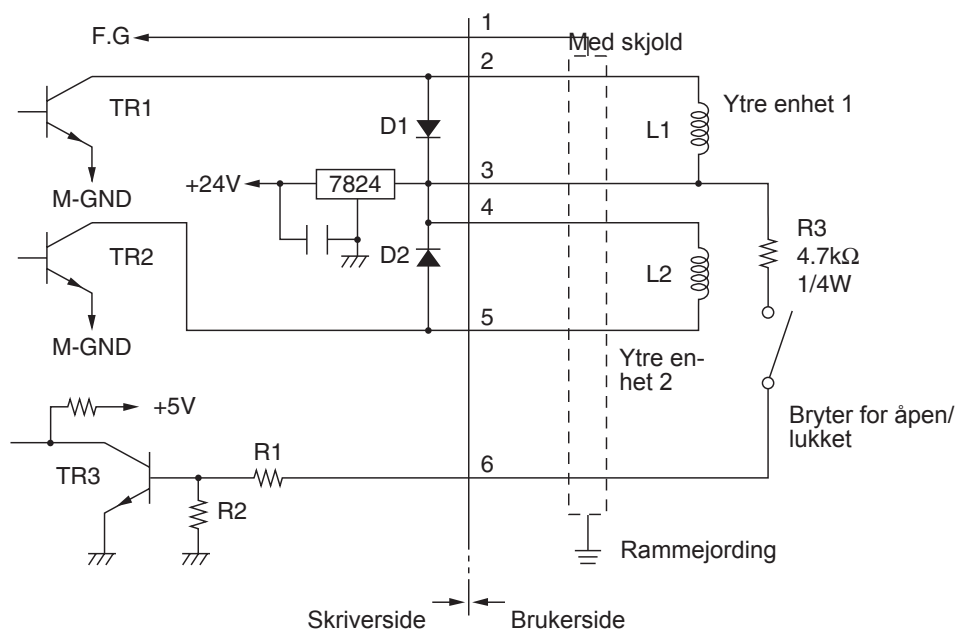 1
F.G
Med skjold
2
TR1
D1
L1
Ytre enhet 1
+24V
7824
3
M-GND
4
R3
4.7kΩ
1/4W
TR2
D2
L2
5
M-GND
Ytre en-
het 2
+5V
Bryter for åpen/
lukket
R1
6
TR3
R2
Rammejording
Skriverside
Brukerside